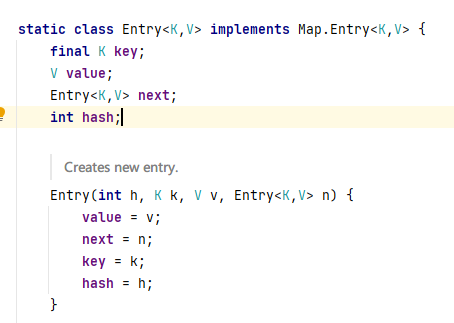 static class Entry<K,V> implements Map.Entry<K,V> {
final K key;
V value;
Entry<K,V> next;
int hash;
Creates new entry.
Entry(int h, K k, V v, Entry<K,V> n) {
value = v;
next = n;
key = k;
hash = h;
}